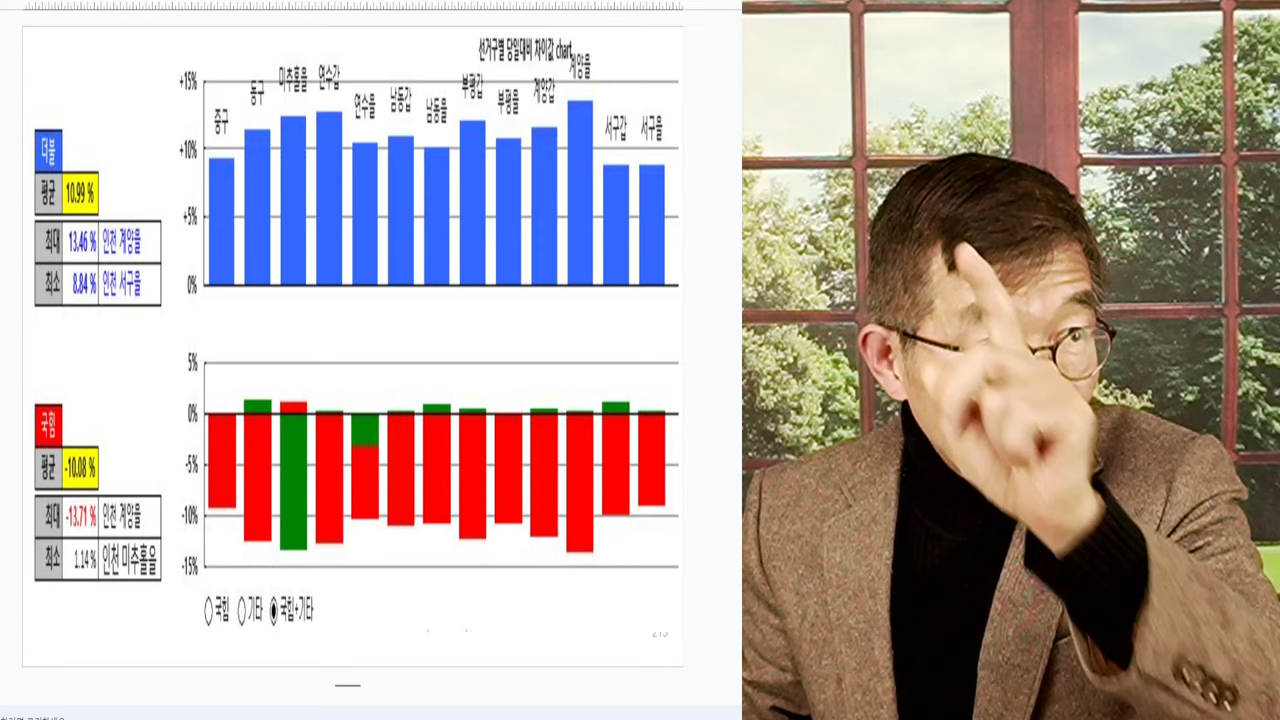 선거구별 당일대비 차이값 chart
+15%
+10%
+5%
0%
중구
동구
미추홀을
연수갑
연수을
남동갑
남동을
부평갑
부평을
계양갑
계양을
서구갑
서구을
더불
평균 10.99 %
최대 13.46 % 인천 계양을
최소 8.84 % 인천 서구을
5%
0%
-5%
-10%
-15%
국힘
평균 -10.08 %
최대 -13.71 % 인천 계양을
최소 1.14 % 인천 미추홀을
국힘 기타 국힘+기타